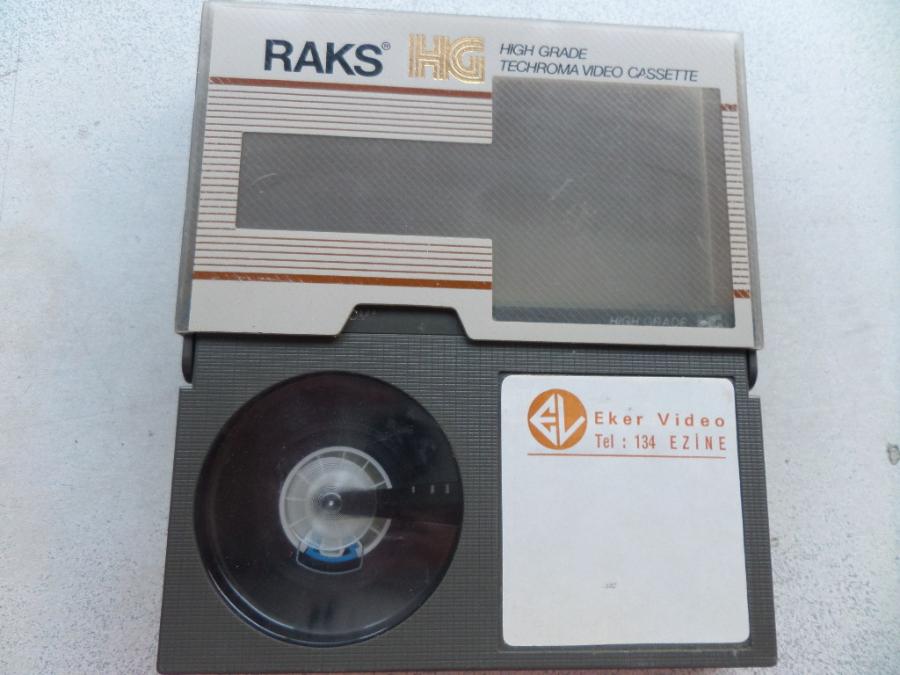 RAKS® HG HIGH GRADE
TECHROMA VIDEO CASSETTE
HIGH GRADE
EV Eker Video
Tel : 134 EZİNE